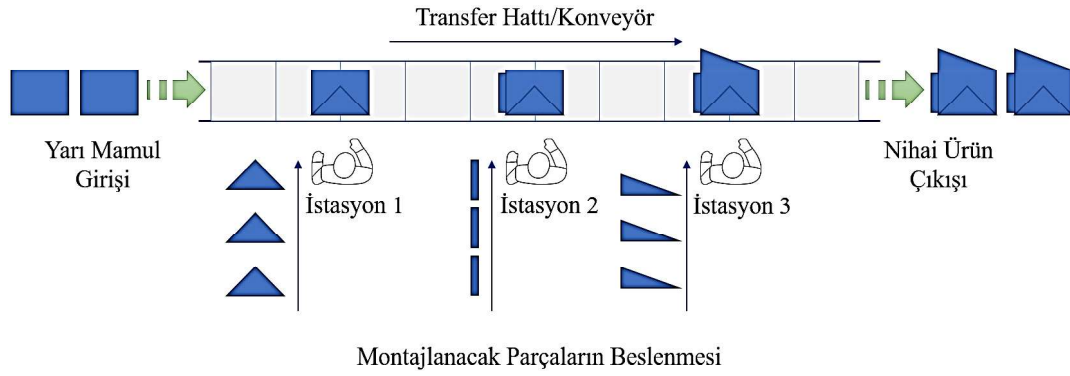 Transfer Hattı/Konveyör
Yarı Mamul
Girişi
Nihai Ürün
Çıkışı
İstasyon 1
İstasyon 2
İstasyon 3
Montajlanacak Parçaların Beslenmesi